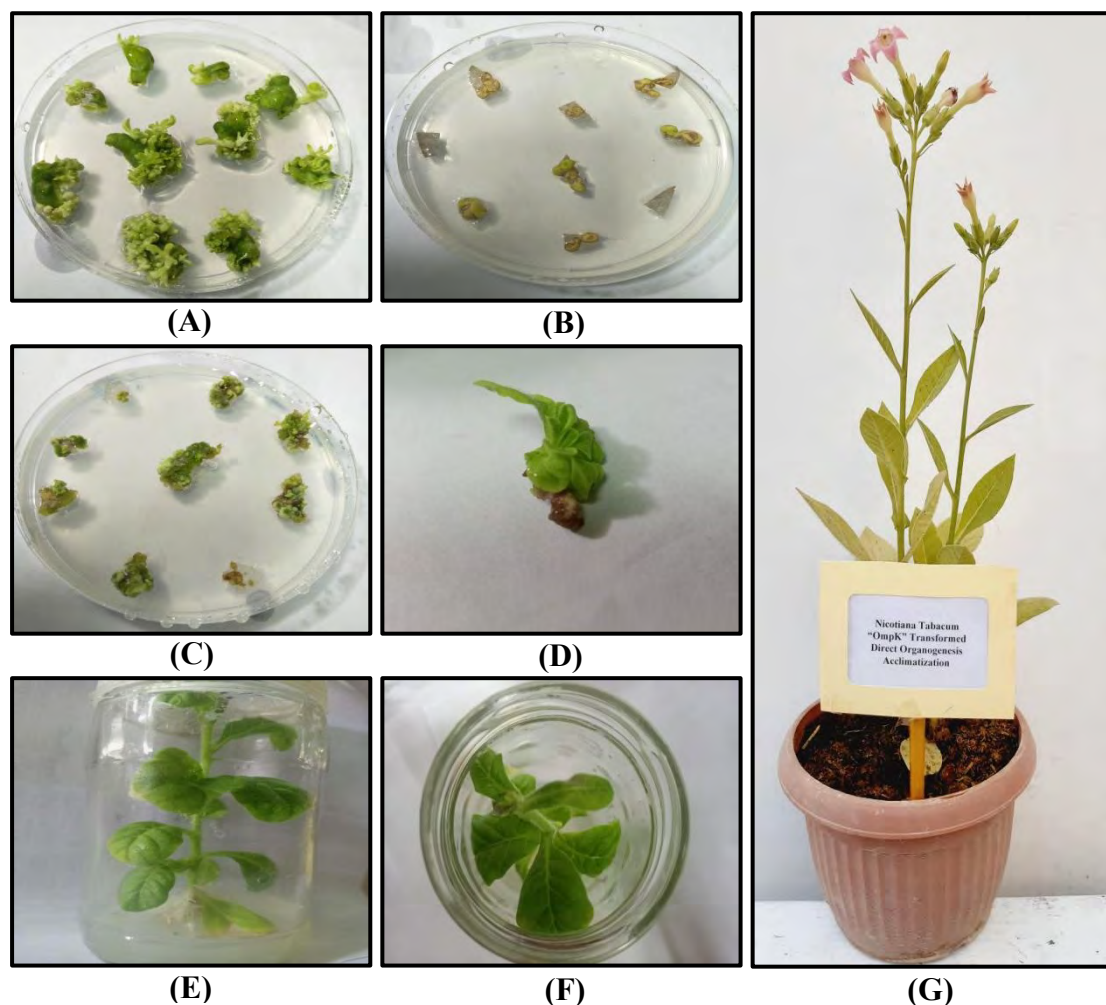 (A)
(B)
(C)
(D)
(E)
(F)
Nicotiana Tabacum
"OmpK" Transformed
Direct Organogenesis
Acclimatization
(G)